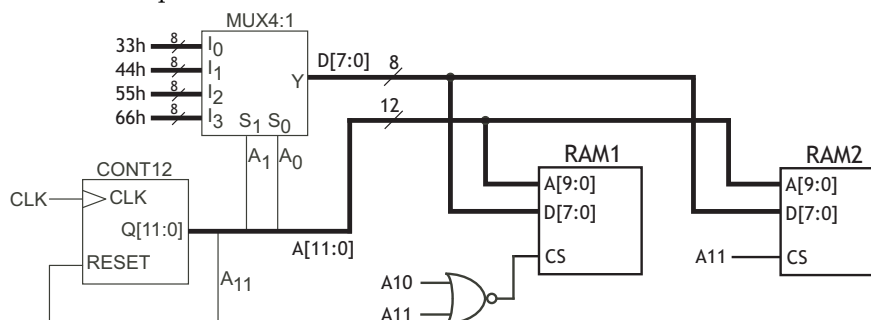 MUX4:1
33h 8 I0
44h 8 I1
55h 8 I2
66h 8 I3
Y
D[7:0] 8
12
S1 S0
A1 A0
CONT12
CLK CLK
Q[11:0]
RESET
A11
A[11:0]
RAM1
A[9:0]
D[7:0]
CS
A10
A11
RAM2
A[9:0]
D[7:0]
A11 CS